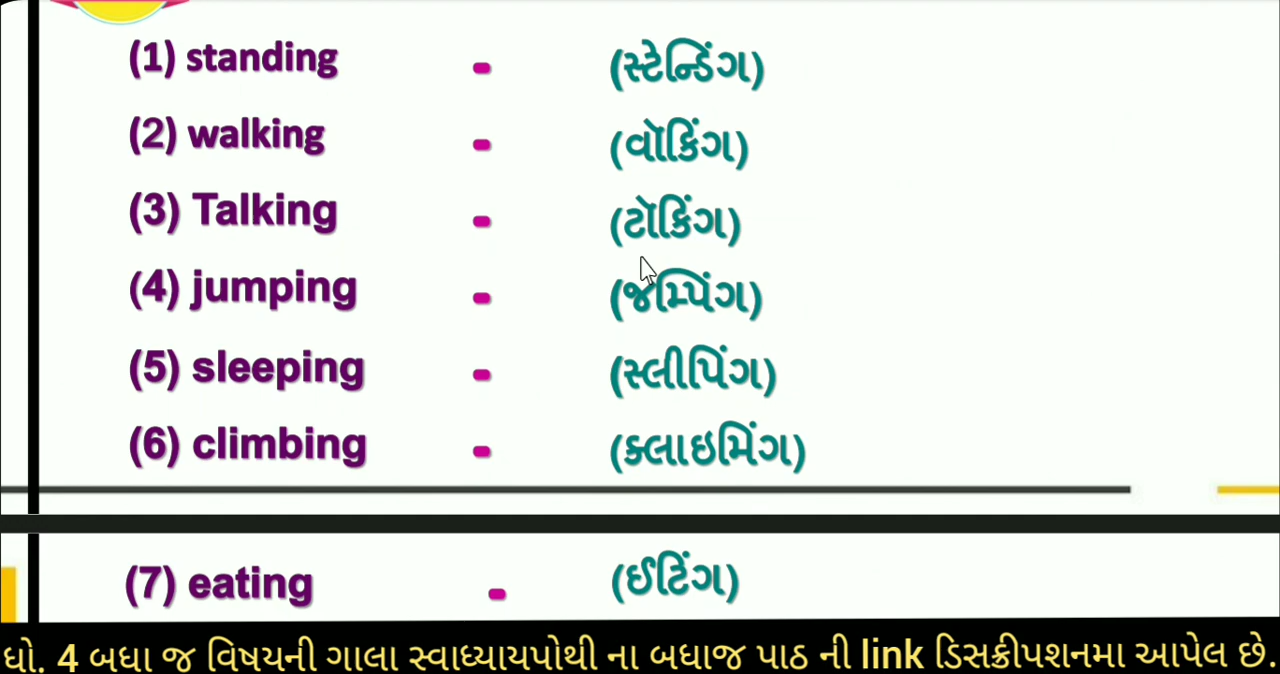 (1) standing - (સ્ટેન્ડિંગ)
(2) walking - (વૉકિંગ)
(3) Talking - (ટૉકિંગ)
(4) jumping - (જમ્પિંગ)
(5) sleeping - (સ્લીપિંગ)
(6) climbing - (ક્લાઇમિંગ)
(7) eating - (ઈટિંગ)
ધો. 4 બધા જ વિષયની ગાલા સ્વાધ્યાયપોથી ના બધાજ પાઠ ની link ડિસક્રીપશનમા આપેલ છે.